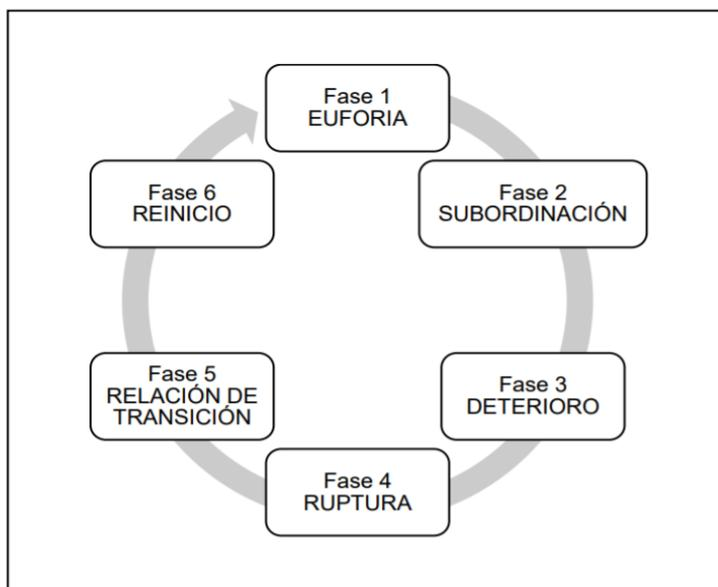 Fase 1
EUFORIA
Fase 2
SUBORDINACIÓN
Fase 3
DETERIORO
Fase 4
RUPTURA
Fase 5
RELACIÓN DE
TRANSICIÓN
Fase 6
REINICIO